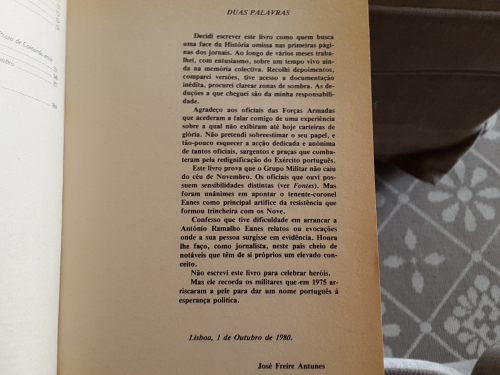 DUAS PALAVRAS
Decidi escrever este livro como quem busca
uma face da História omissa nas primeiras pági-
nas dos jornais. Ao longo de vários meses traba-
lhei, com entusiasmo, sobre um tempo vivo ain-
da na memória colectiva. Recolhi depoimentos,
comparei versões, tive acesso a documentação
inédita, procurei clarear zonas de sombra. As de-
duções a que cheguei são da minha responsabili-
dade.
Agradeço aos oficiais das Forças Armadas
que acederam a falar comigo de uma experiência
sobre a qual não exibiram até hoje carteiras de
glória. Não pretendi sobrestimar o seu papel, e
tão-pouco esquecer a acção dedicada e anónima
de tantos oficiais, sargentos e praças que comba-
teram pela redignificação do Exército português.
Este livro prova que o Grupo Militar não caiu
do céu de Novembro. Os oficiais que ouvi pos-
suem sensibilidades distintas (ver Fontes). Mas
foram unânimes em apontar o tenente-coronel
Eanes como principal artífice da resistência que
formou trincheira com os Nove.
Confesso que tive dificuldade em arrancar a
António Ramalho Eanes relatos ou evocações
onde a sua pessoa surgisse em evidência. Honra
lhe faço, como jornalista, neste país cheio de
notáveis que têm de si próprios um elevado con-
ceito.
Não escrevi este livro para celebrar heróis.
Mas ele recorda os militares que em 1975 ar-
riscaram a pele para dar um nome português à
esperança política.
Lisboa, 1 de Outubro de 1980.
José Freire Antunes